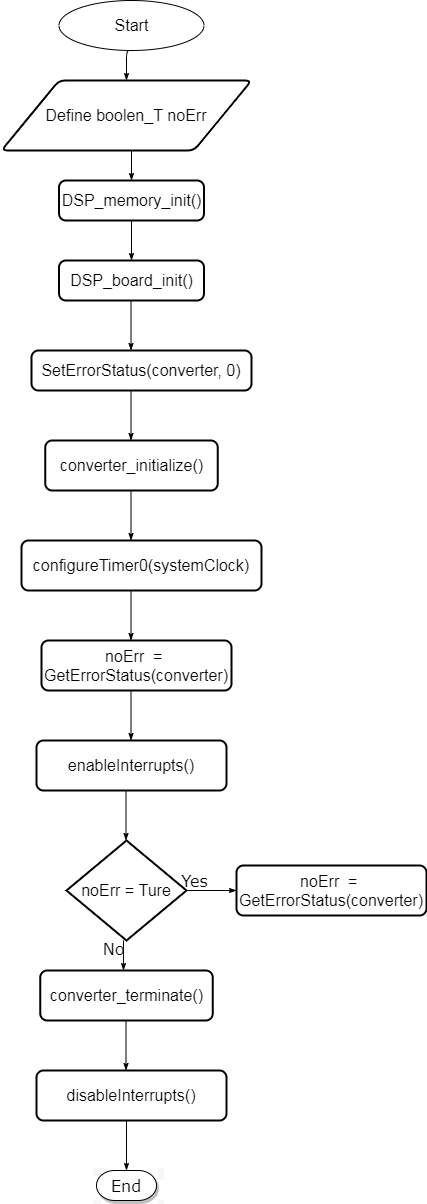 Start
Define boolen_T noErr
DSP_memory_init()
DSP_board_init()
SetErrorStatus(converter, 0)
converter_initialize()
configureTimer0(systemClock)
noErr =
GetErrorStatus(converter)
enableInterrupts()
noErr = Ture
Yes
noErr =
GetErrorStatus(converter)
No
converter_terminate()
disableInterrupts()
End